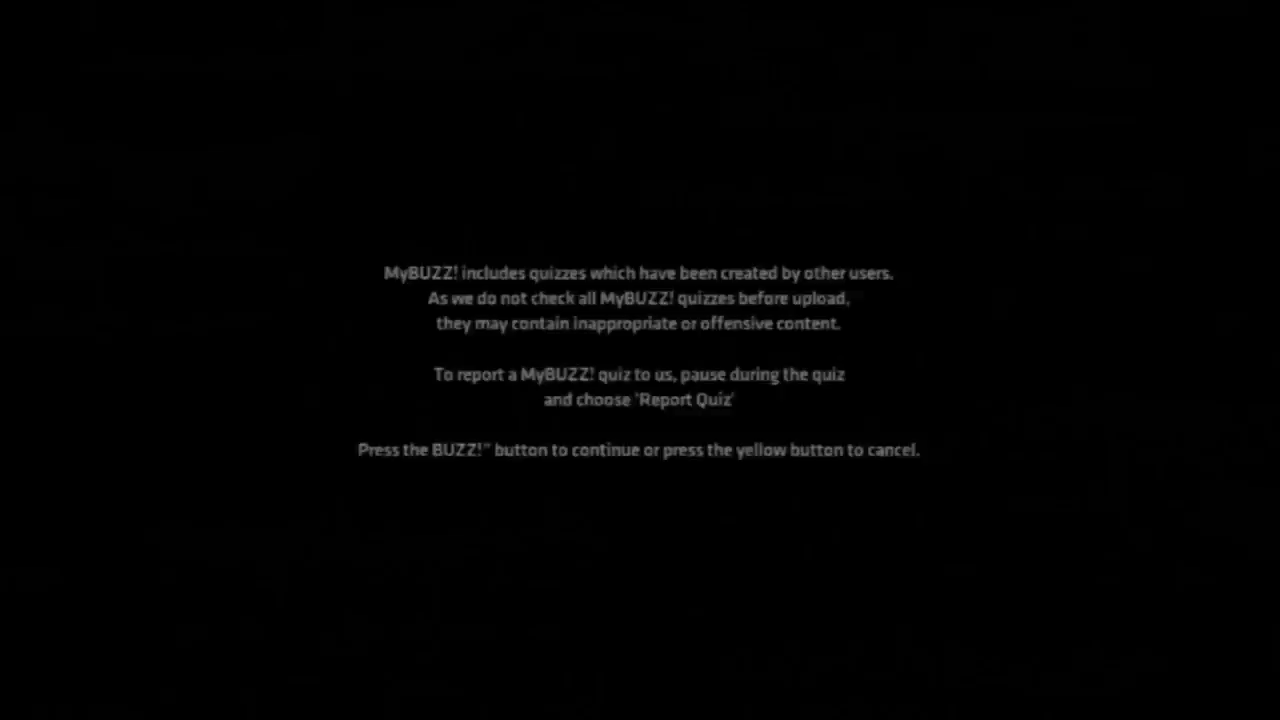 MyBUZZ! includes quizzes which have been created by other users.
As we do not check all MyBUZZ! quizzes before upload,
they may contain inappropriate or offensive content.
To report a MyBUZZ! quiz to us, pause during the quiz
and choose 'Report Quiz'
Press the BUZZ!™ button to continue or press the yellow button to cancel.